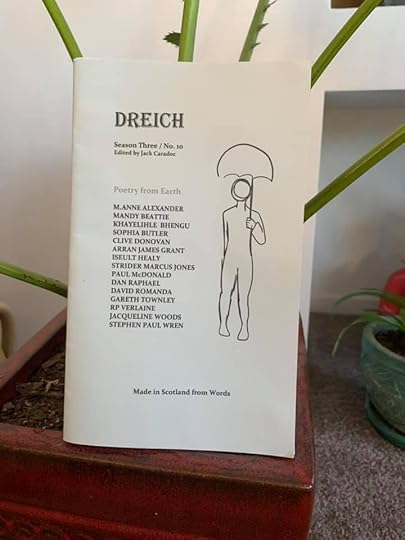 DREICH
Season Three / No. 10
Edited by Jack Caradoc
Poetry from Earth
M.ANNE ALEXANDER
MANDY BEATTIE
KHAYELIHLE BHENGU
SOPHIA BUTLER
CLIVE DONOVAN
ARRAN JAMES GRANT
ISEULT HEALY
STRIDER MARCUS JONES
PAUL McDONALD
DAN RAPHAEL
DAVID ROMANDA
GARETH TOWNLEY
RP VERLAINE
JACQUELINE WOODS
STEPHEN PAUL WREN
Made in Scotland from Words